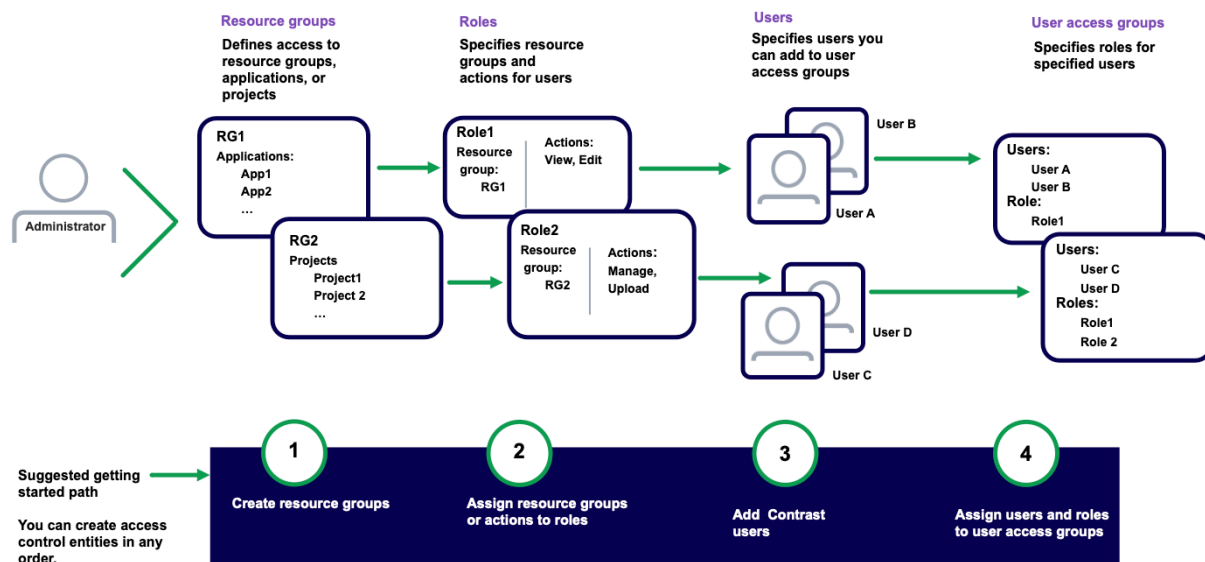 Resource groups
Defines access to
resource groups,
applications, or
projects
Roles
Specifies resource
groups and
actions for users
Users
Specifies users you
can add to user
access groups
User access groups
Specifies roles for
specified users
Administrator
RG1
Applications:
App1
App2
...
RG2
Projects
Project1
Project 2
...
Role1
Resource
group:
RG1
Actions:
View, Edit
Role2
Resource
group:
RG2
Actions:
Manage,
Upload
User B
User A
User D
User C
Users:
User A
User B
Role:
Role1
Users:
User C
User D
Roles:
Role1
Role 2
Suggested getting
started path
You can create access
control entities in any
order.
1
Create resource groups
2
Assign resource groups
or actions to roles
3
Add Contrast
users
4
Assign users and roles
to user access groups